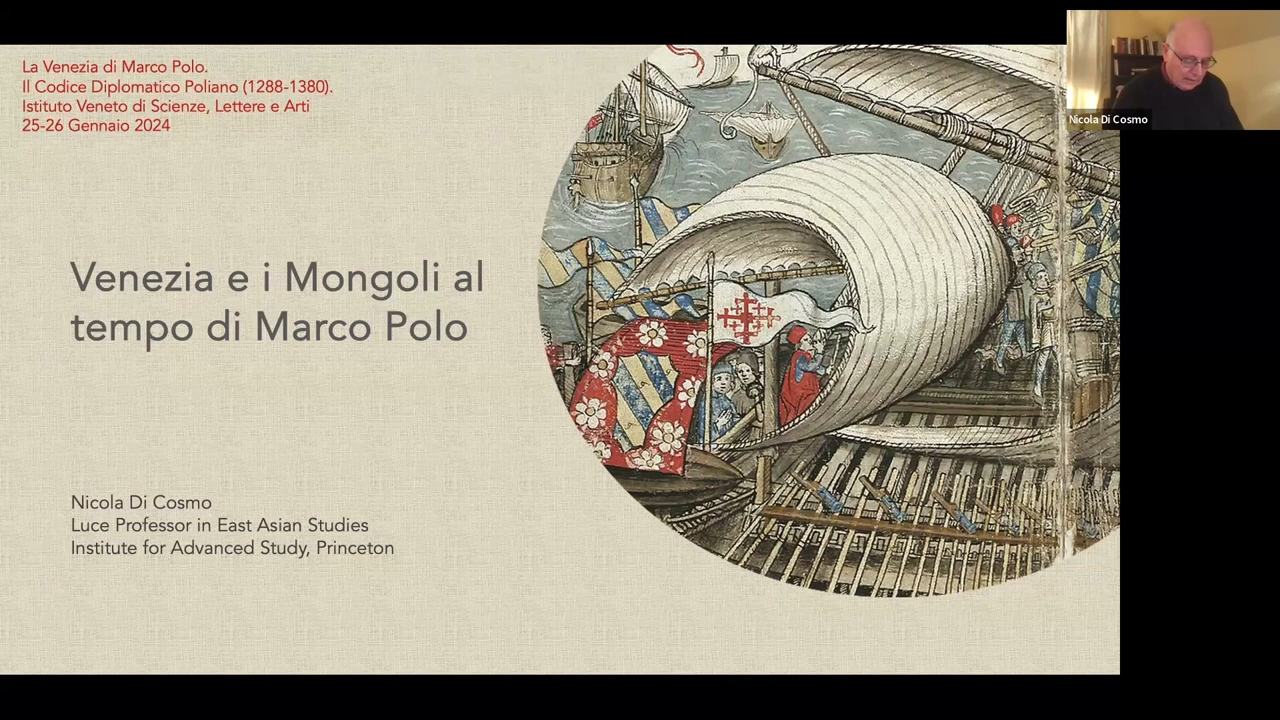 La Venezia di Marco Polo.
Il Codice Diplomatico Poliano (1288-1380).
Istituto Veneto di Scienze, Lettere e Arti
25-26 Gennaio 2024
Nicola Di Cosmo
Venezia e i Mongoli al
tempo di Marco Polo
Nicola Di Cosmo
Luce Professor in East Asian Studies
Institute for Advanced Study, Princeton